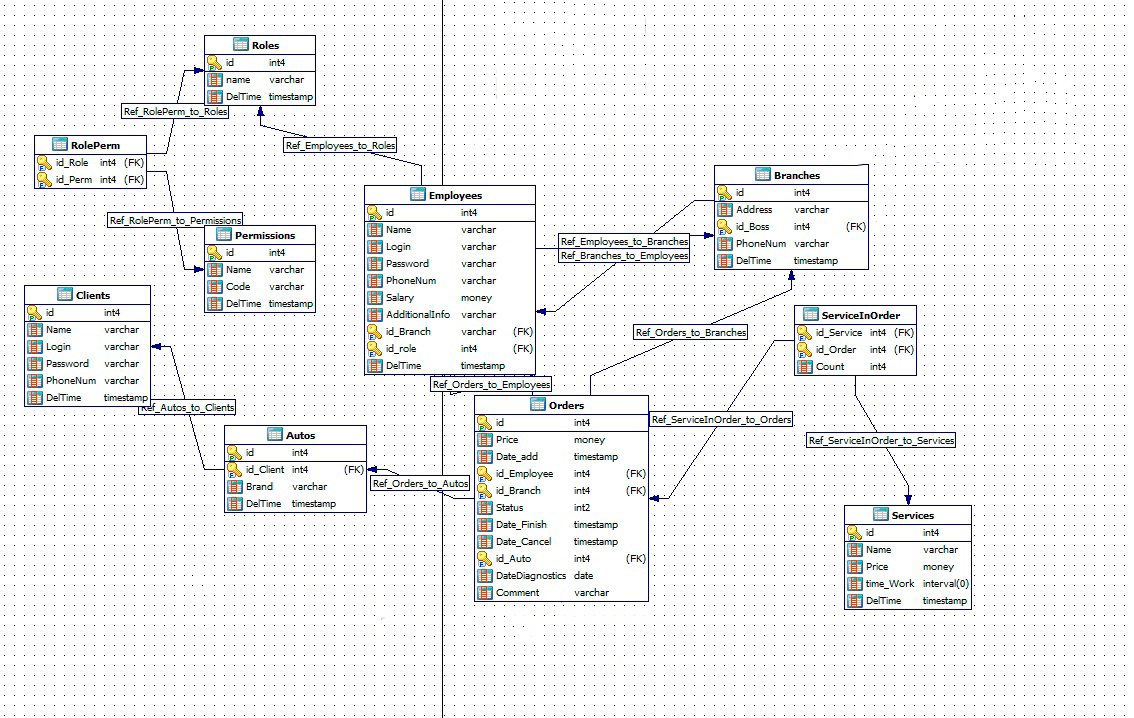 Roles
id int4
name varchar
DelTime timestamp
Ref_RolePerm_to_Roles
Ref_Employees_to_Roles
RolePerm
id_Role int4 (FK)
id_Perm int4 (FK)
Ref_RolePerm_to_Permissions
Permissions
id int4
Name varchar
Code varchar
DelTime timestamp
Employees
id int4
Name varchar
Login varchar
Password varchar
PhoneNum varchar
Salary money
AdditionalInfo varchar
id_Branch varchar (FK)
id_role int4 (FK)
DelTime timestamp
Ref_Employees_to_Branches
Ref_Branches_to_Employees
Branches
id int4
Address varchar
id_Boss int4 (FK)
PhoneNum varchar
DelTime timestamp
Clients
id int4
Name varchar
Login varchar
Password varchar
PhoneNum varchar
DelTime timestamp
Ref_Autos_to_Clients
Ref_Orders_to_Branches
ServiceInOrder
id_Service int4 (FK)
id_Order int4 (FK)
Count int4
Ref_Orders_to_Employees
Autos
id int4
id_Client int4 (FK)
Brand varchar
DelTime timestamp
Ref_Orders_to_Autos
Orders
id int4
Price money
Date_add timestamp
id_Employee int4 (FK)
id_Branch int4 (FK)
Status int2
Date_Finish timestamp
Date_Cancel timestamp
id_Auto int4 (FK)
DateDiagnostics date
Comment varchar
Ref_ServiceInOrder_to_Orders
Ref_ServiceInOrder_to_Services
Services
id int4
Name varchar
Price money
time_Work interval(0)
DelTime timestamp